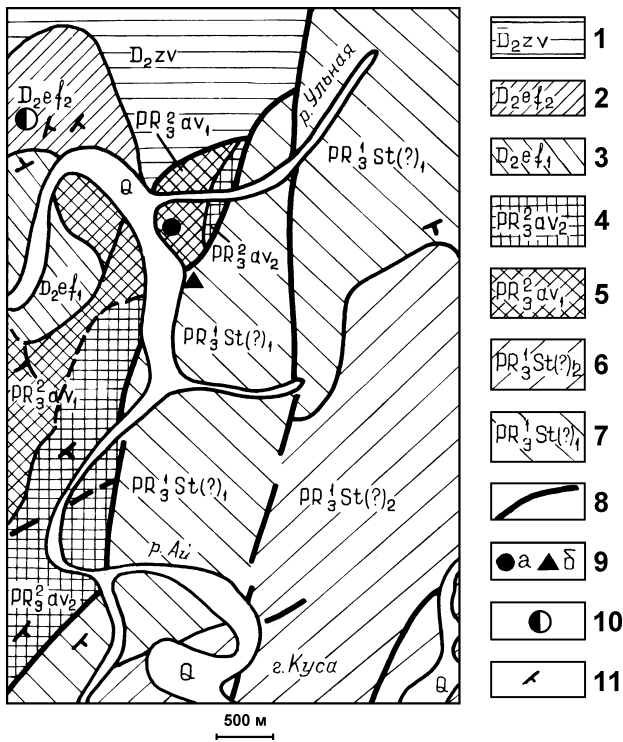 D₂zv
р. Ульная
D₂ef₂
PR₃²av₁
PR₃¹St(?)₁
Q
PR₃²av₂
D₂ef₁
PR₃¹St(?)₁
PR₃²av₁
PR₃¹St(?)₁
PR₃¹St(?)₂
р. Ай
PR₃²av₂
Q
г. Куса
Q
500 м
D₂zv 1
D₂ef₂ 2
D₂ef₁ 3
PR₃²av₂ 4
PR₃²av₁ 5
PR₃¹St(?)₂ 6
PR₃¹St(?)₁ 7
8
а б 9
10
11